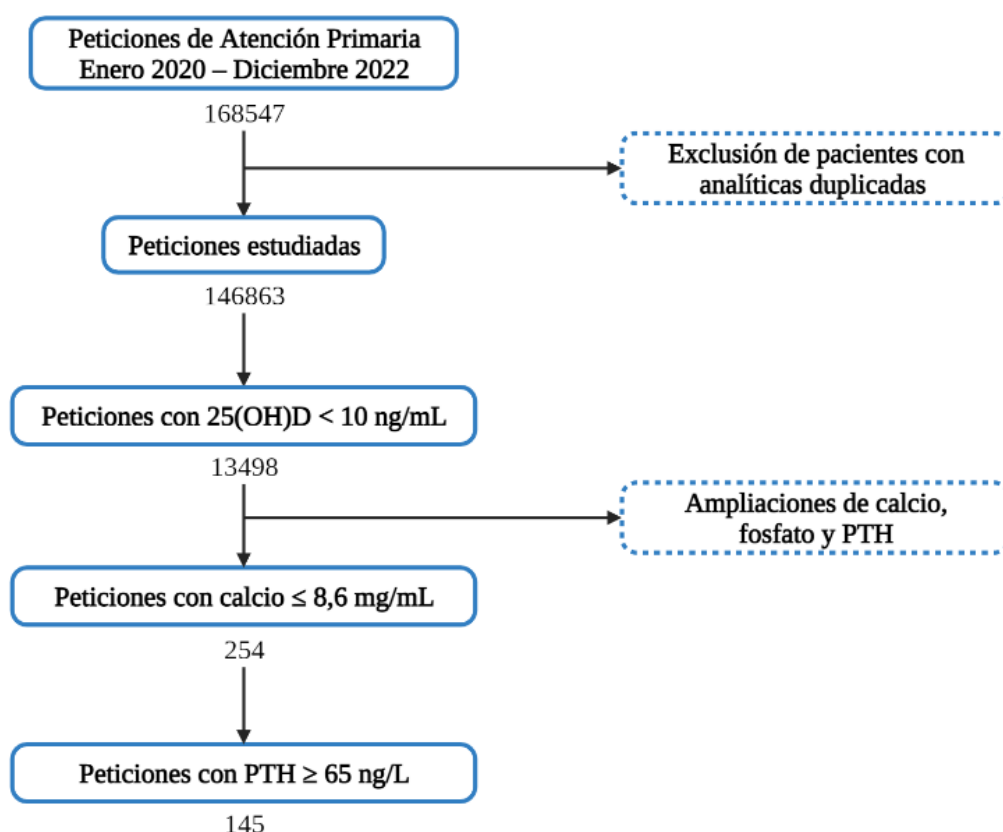 Peticiones de Atención Primaria
Enero 2020 – Diciembre 2022
168547
Exclusión de pacientes con
analíticas duplicadas
Peticiones estudiadas
146863
Peticiones con 25(OH)D < 10 ng/mL
13498
Ampliaciones de calcio,
fosfato y PTH
Peticiones con calcio ≤ 8,6 mg/mL
254
Peticiones con PTH ≥ 65 ng/L
145